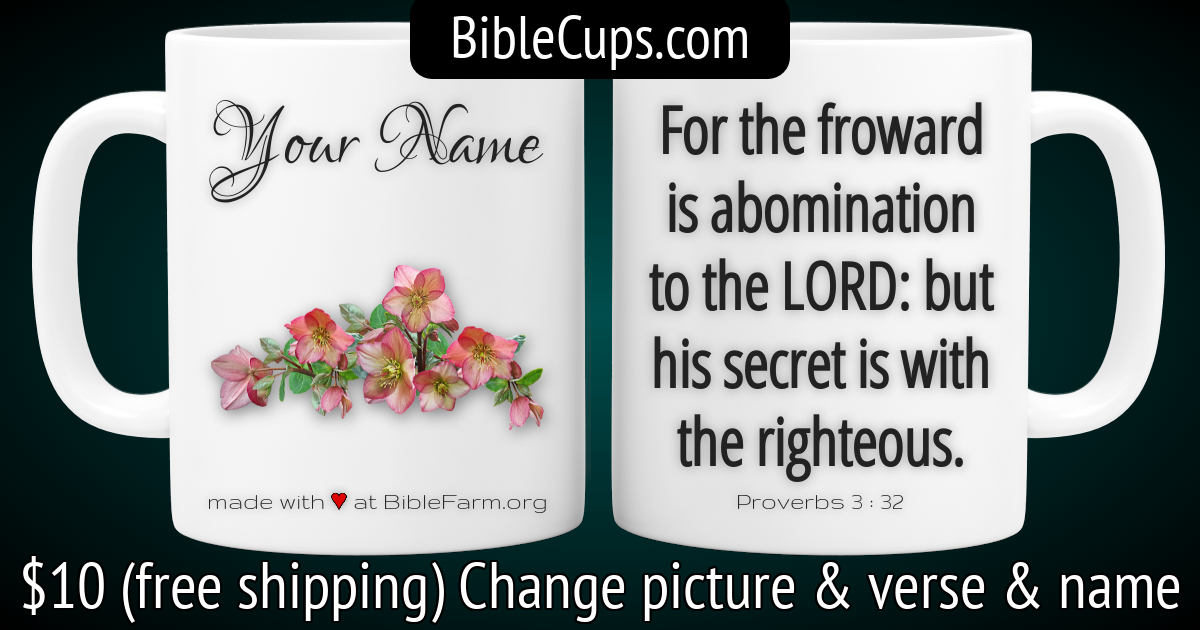 BibleCups.com
Your Name
made with ♥ at BibleFarm.org
For the froward
is abomination
to the LORD: but
his secret is with
the righteous.
Proverbs 3 : 32
$10 (free shipping) Change picture & verse & name